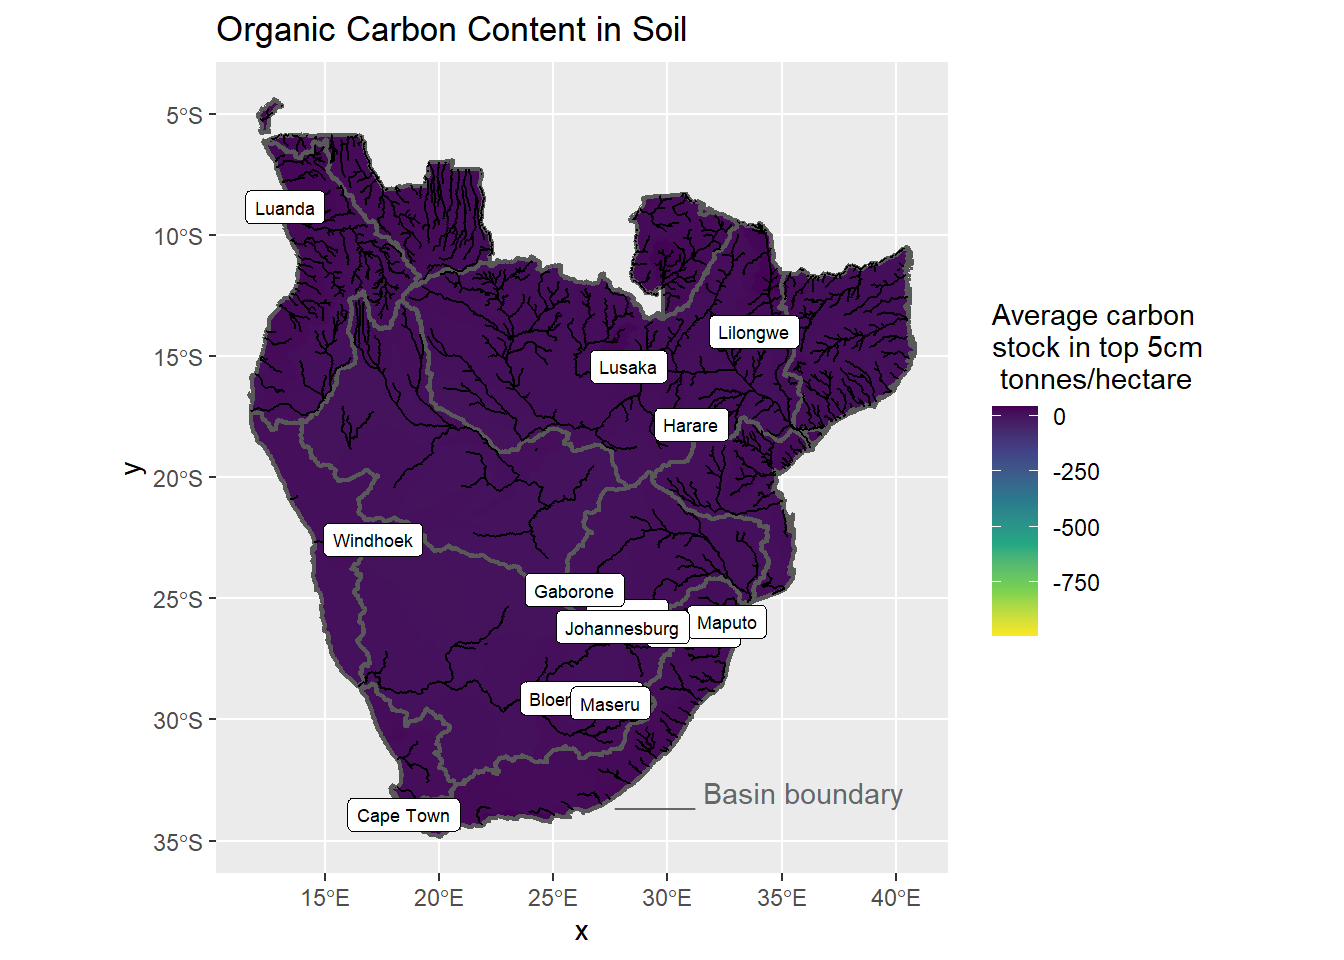 Organic Carbon Content in Soil
5°S
10°S
15°S
20°S
25°S
30°S
35°S
y
Luanda
Lilongwe
Lusaka
Harare
Windhoek
Gaborone
Johannesburg
Maputo
Bloer
Maseru
Cape Town
Basin boundary
15°E
20°E
25°E
30°E
35°E
40°E
x
Average carbon
stock in top 5cm
tonnes/hectare
0
-250
-500
-750